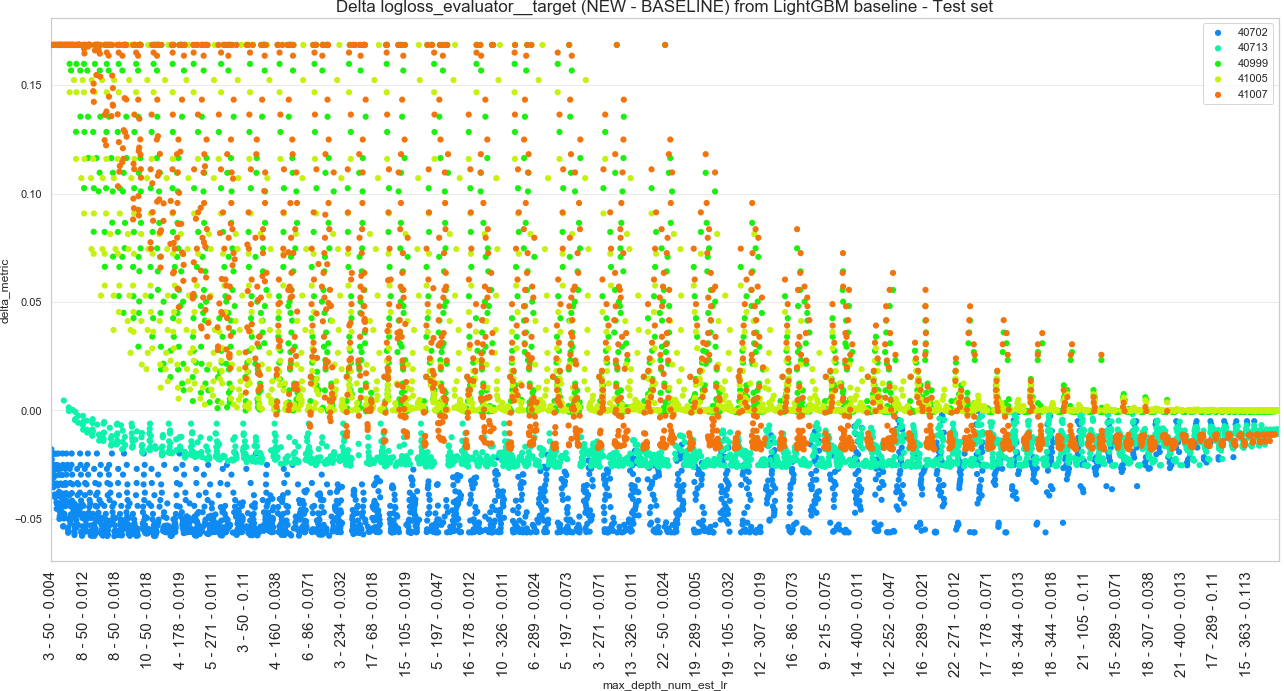 Delta logloss_evaluator__target (NEW - BASELINE) from LightGBM baseline - Test set
40702
40713
40999
41005
41007
delta_metric
0.15
0.10
0.05
0.00
−0.05
3 - 50 - 0.004
8 - 50 - 0.012
8 - 50 - 0.018
10 - 50 - 0.018
4 - 178 - 0.019
5 - 271 - 0.011
3 - 50 - 0.11
4 - 160 - 0.038
6 - 86 - 0.071
3 - 234 - 0.032
17 - 68 - 0.018
15 - 105 - 0.019
5 - 197 - 0.047
16 - 178 - 0.012
10 - 326 - 0.011
6 - 289 - 0.024
5 - 197 - 0.073
3 - 271 - 0.071
13 - 326 - 0.011
22 - 50 - 0.024
19 - 289 - 0.005
19 - 105 - 0.032
12 - 307 - 0.019
16 - 86 - 0.073
9 - 215 - 0.075
14 - 400 - 0.011
12 - 252 - 0.047
16 - 289 - 0.021
22 - 271 - 0.012
17 - 178 - 0.071
18 - 344 - 0.013
18 - 344 - 0.018
21 - 105 - 0.11
15 - 289 - 0.071
18 - 307 - 0.038
21 - 400 - 0.013
17 - 289 - 0.11
15 - 363 - 0.113
max_depth_num_est_lr